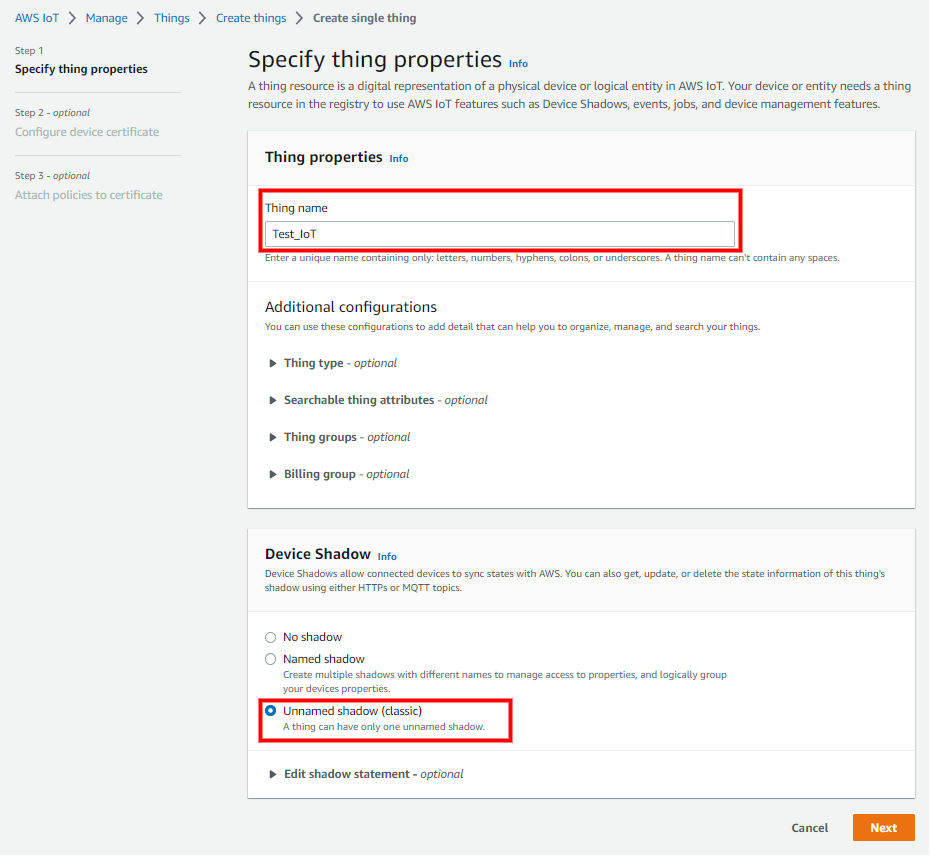 AWS IoT > Manage > Things > Create things > Create single thing
Step 1
Specify thing properties
Step 2 - optional
Configure device certificate
Step 3 - optional
Attach policies to certificate
Specify thing properties Info
A thing resource is a digital representation of a physical device or logical entity in AWS IoT. Your device or entity needs a thing
resource in the registry to use AWS IoT features such as Device Shadows, events, jobs, and device management features.
Thing properties Info
Thing name
Test_IoT
Enter a unique name containing only: letters, numbers, hyphens, colons, or underscores. A thing name can't contain any spaces.
Additional configurations
You can use these configurations to add detail that can help you to organize, manage, and search your things.
Thing type - optional
Searchable thing attributes - optional
Thing groups - optional
Billing group - optional
Device Shadow Info
Device Shadows allow connected devices to sync states with AWS. You can also get, update, or delete the state information of this thing's
shadow using either HTTPs or MQTT topics.
No shadow
Named shadow
Create multiple shadows with different names to manage access to properties, and logically group
your devices properties.
Unnamed shadow (classic)
A thing can have only one unnamed shadow.
Edit shadow statement - optional
Cancel
Next